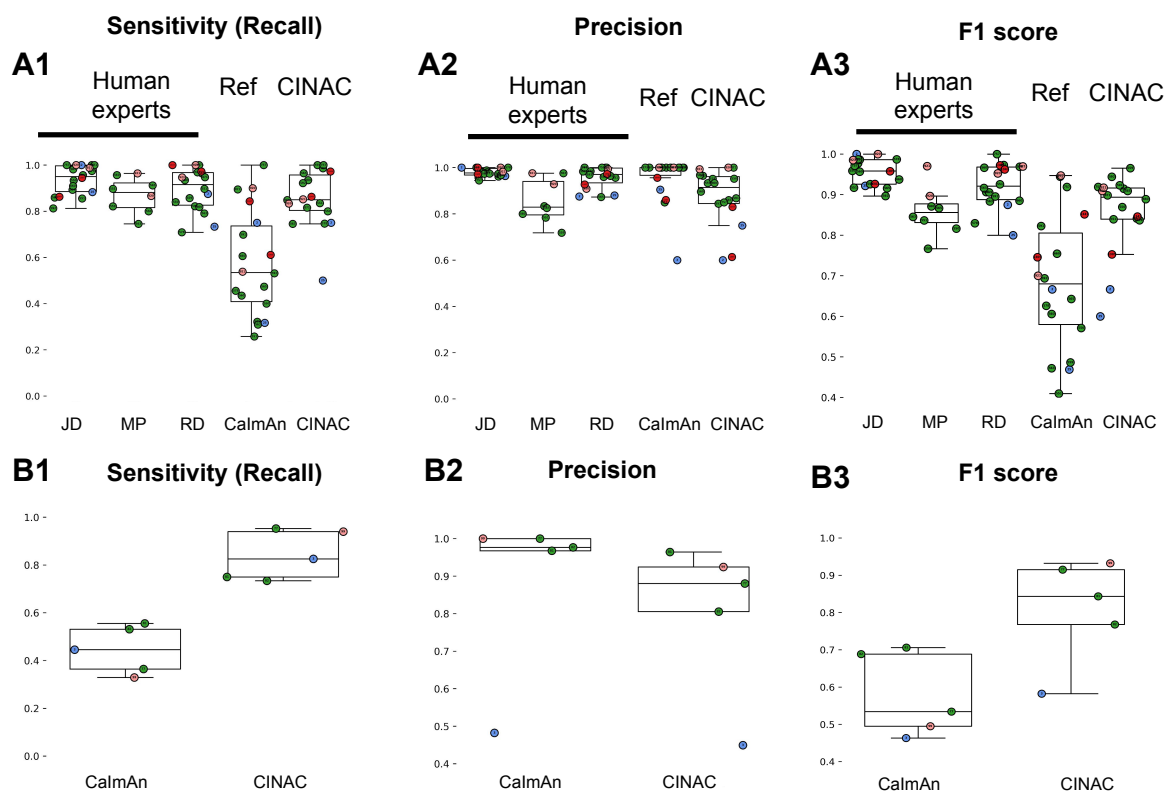 Sensitivity (Recall)
Precision
F1 score
A1
A2
A3
Human
experts
Ref
CINAC
Ref
CINAC
Human
experts
Ref
CINAC
1.0
0.8
0.6
0.4
0.2
0.0
JD
MP
RD
CaImAn
CINAC
1.0
0.8
0.6
0.4
0.2
0.0
JD
MP
RD
CaImAn
CINAC
1.0
0.9
0.8
0.7
0.6
0.5
0.4
JD
MP
RD
CaImAn
CINAC
B1
Sensitivity (Recall)
B2
Precision
B3
F1 score
1.0
0.8
0.6
0.4
0.2
0.0
CaImAn
CINAC
1.0
0.9
0.8
0.7
0.6
0.5
0.4
CaImAn
CINAC
1.0
0.9
0.8
0.7
0.6
0.5
0.4
CaImAn
CINAC